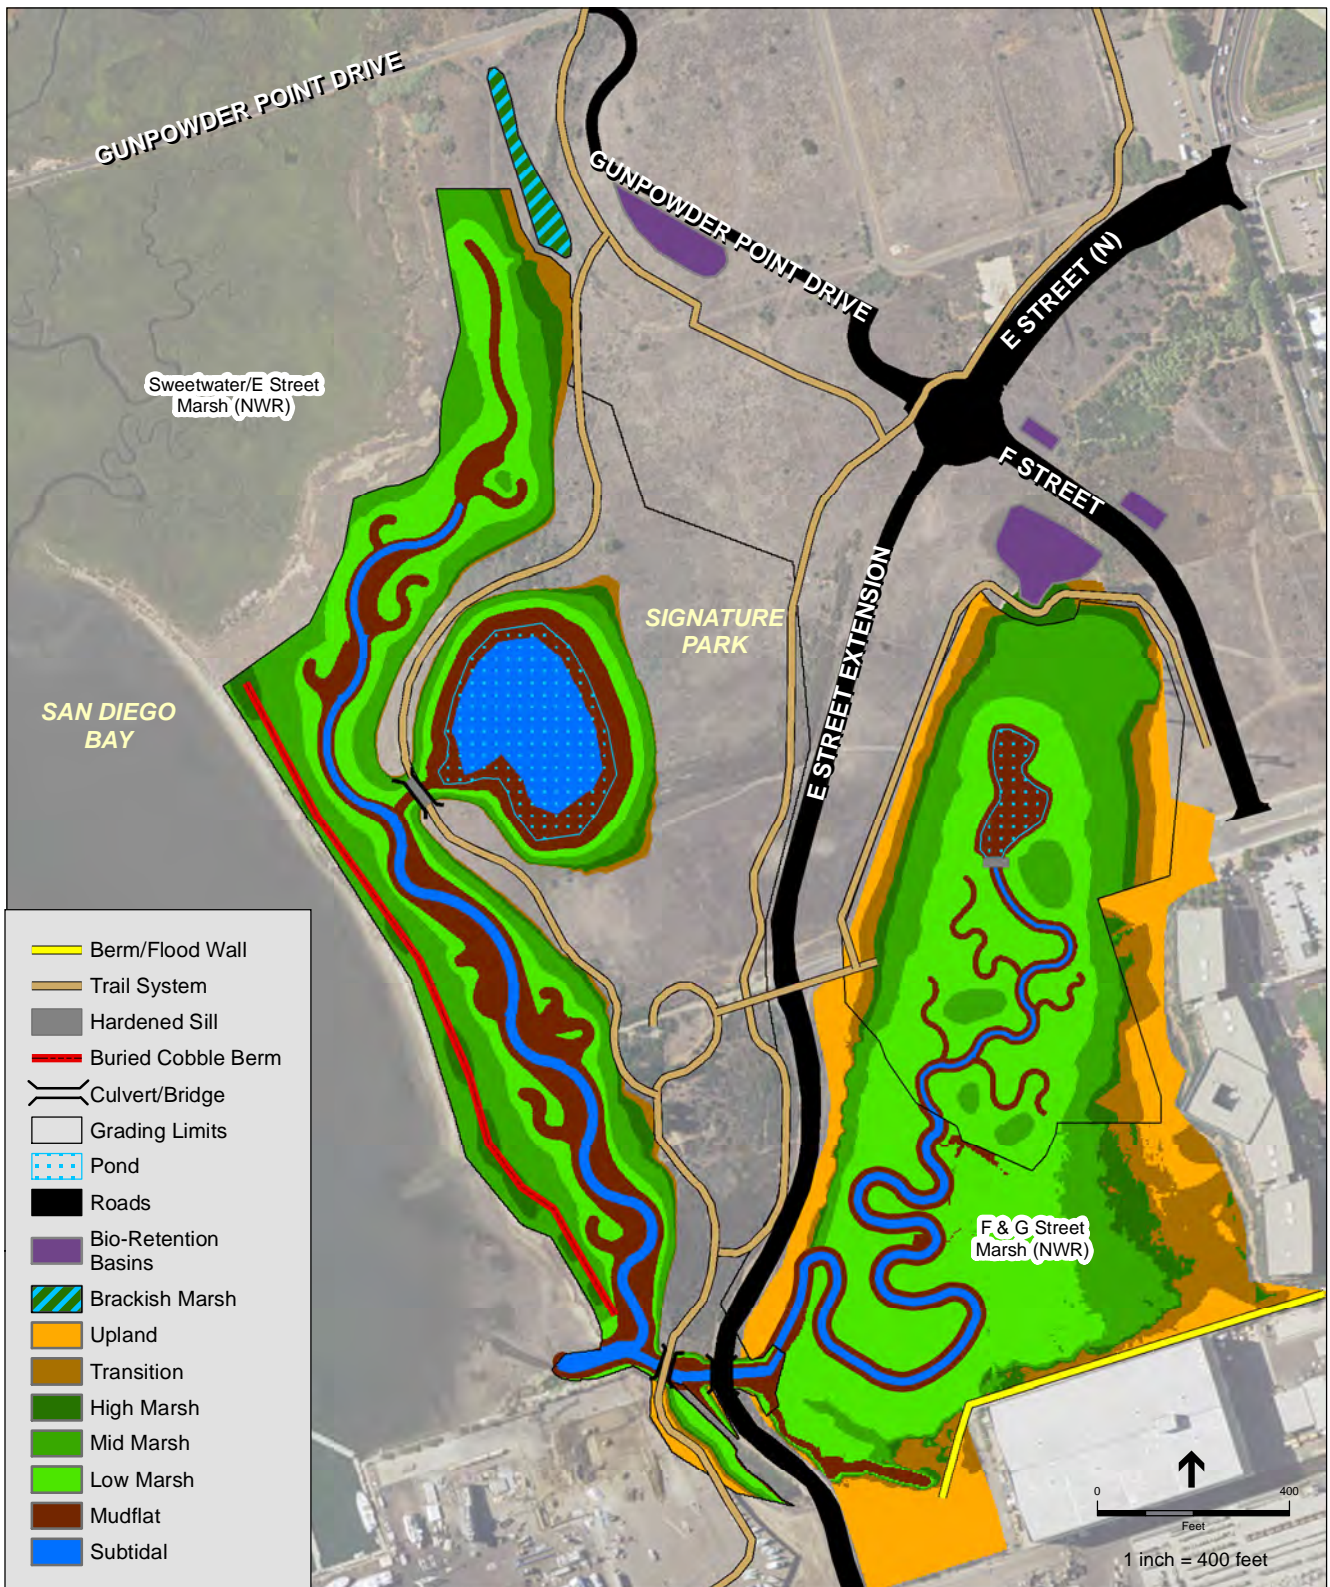 GUNPOWDER POINT DRIVE
GUNPOWDER POINT DRIVE
E STREET (N)
Sweetwater/E Street
Marsh (NWR)
F STREET
SIGNATURE
PARK
E STREET EXTENSION
SAN DIEGO
BAY
F & G Street
Marsh (NWR)
Berm/Flood Wall
Trail System
Hardened Sill
Buried Cobble Berm
Culvert/Bridge
Grading Limits
Pond
Roads
Bio-Retention
Basins
Brackish Marsh
Upland
Transition
High Marsh
Mid Marsh
Low Marsh
Mudflat
Subtidal
0 400
Feet
1 inch = 400 feet